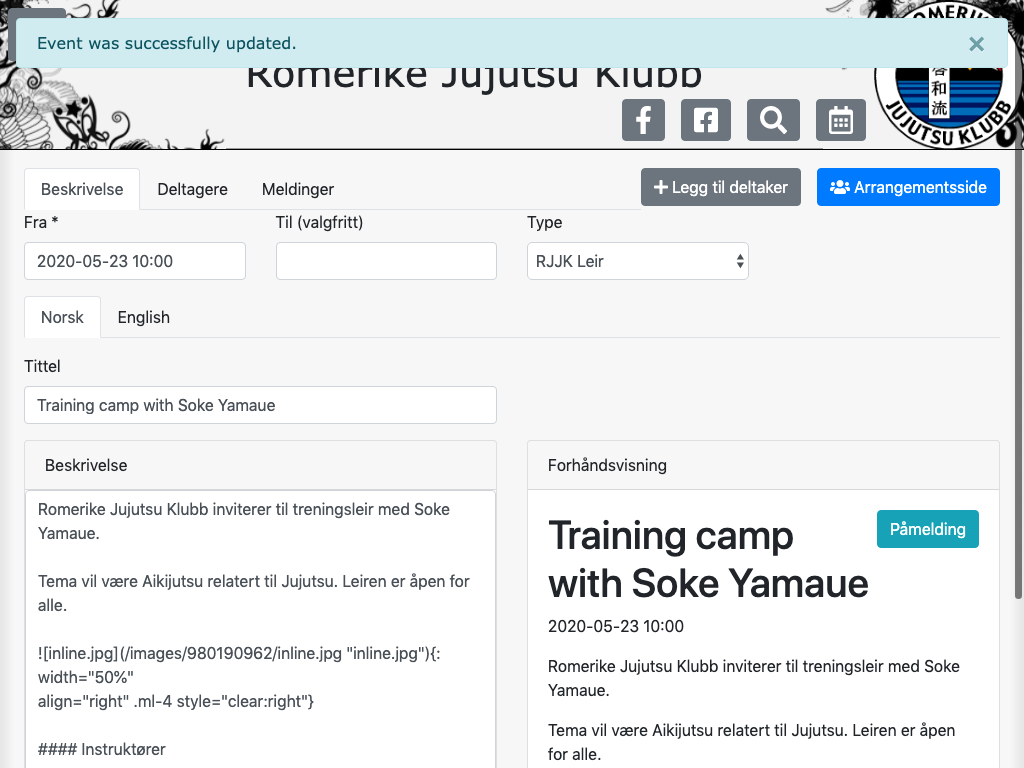 Event was successfully updated.
×
Romerike Jujutsu Klubb
ROMERIKE
啓和流
JUJUTSU KLUBB
Beskrivelse
Deltagere
Meldinger
Legg til deltaker
Arrangementsside
Fra *
Til (valgfritt)
Type
2020-05-23 10:00
RJJK Leir
Norsk
English
Tittel
Training camp with Soke Yamaue
Beskrivelse
Romerike Jujutsu Klubb inviterer til treningsleir med Soke
Yamaue.
Tema vil være Aikijutsu relatert til Jujutsu. Leiren er åpen for
alle.
![inline.jpg](/images/980190962/inline.jpg "inline.jpg"){:
width="50%"
align="right" .ml-4 style="clear:right"}
#### Instruktører
Forhåndsvisning
Training camp
with Soke Yamaue
Påmelding
2020-05-23 10:00
Romerike Jujutsu Klubb inviterer til treningsleir med Soke
Yamaue.
Tema vil være Aikijutsu relatert til Jujutsu. Leiren er åpen
for alle.